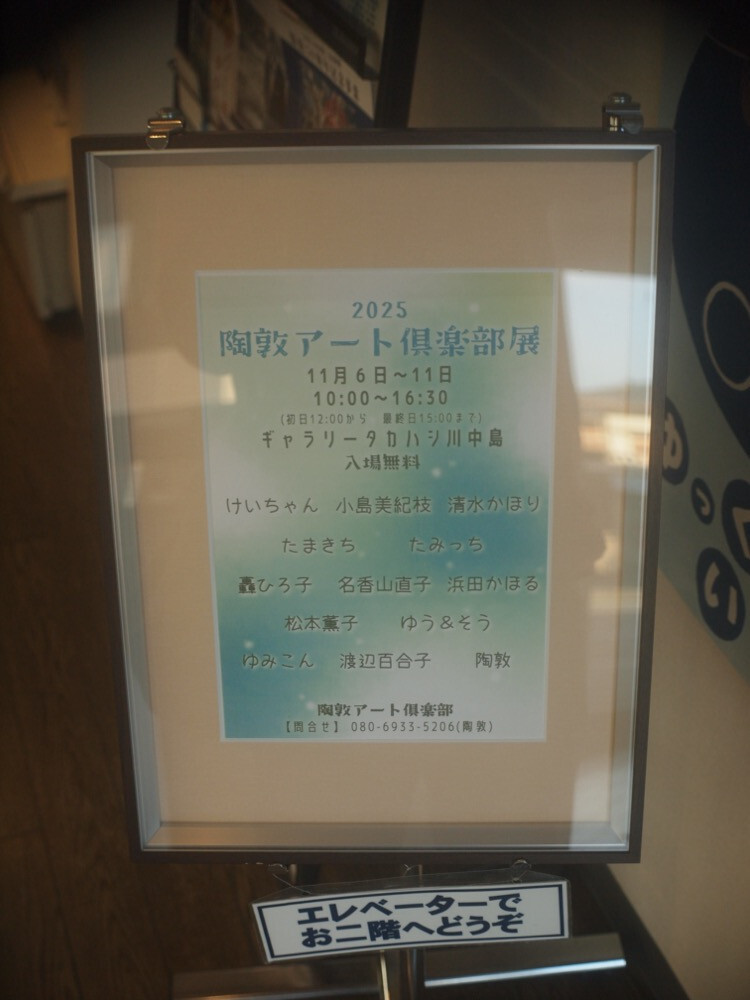 2025
陶敦アート倶楽部展
11月6日～11日
10:00～16:30
(初日12:00から 最終日15:00まで)
ギャラリータカハシ川中島
入場無料
けいちゃん 小島美紀枝 清水かほり
たまきち たみっち
轟ひろ子 名香山直子 浜田かほる
松本薫子 ゆう＆そう
ゆみこん 渡辺百合子 陶敦
陶敦アート倶楽部
【問合せ】 080-6933-5206(陶敦)
エレベーターで
お二階へどうぞ